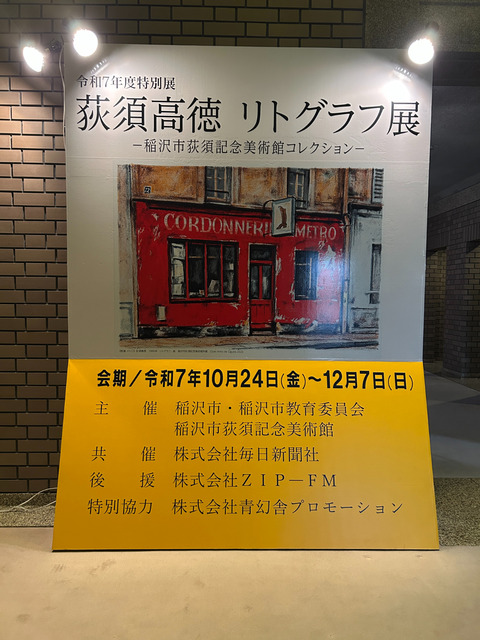 令和7年度特別展
荻須高徳 リトグラフ展
－稲沢市荻須記念美術館コレクション－
CORDONNERIE METRO
会期／令和7年10月24日(金)～12月7日(日)
主　催　稲沢市・稲沢市教育委員会
稲沢市荻須記念美術館
共　催　株式会社毎日新聞社
後　援　株式会社ZIP－FM
特別協力　株式会社青幻舎プロモーション